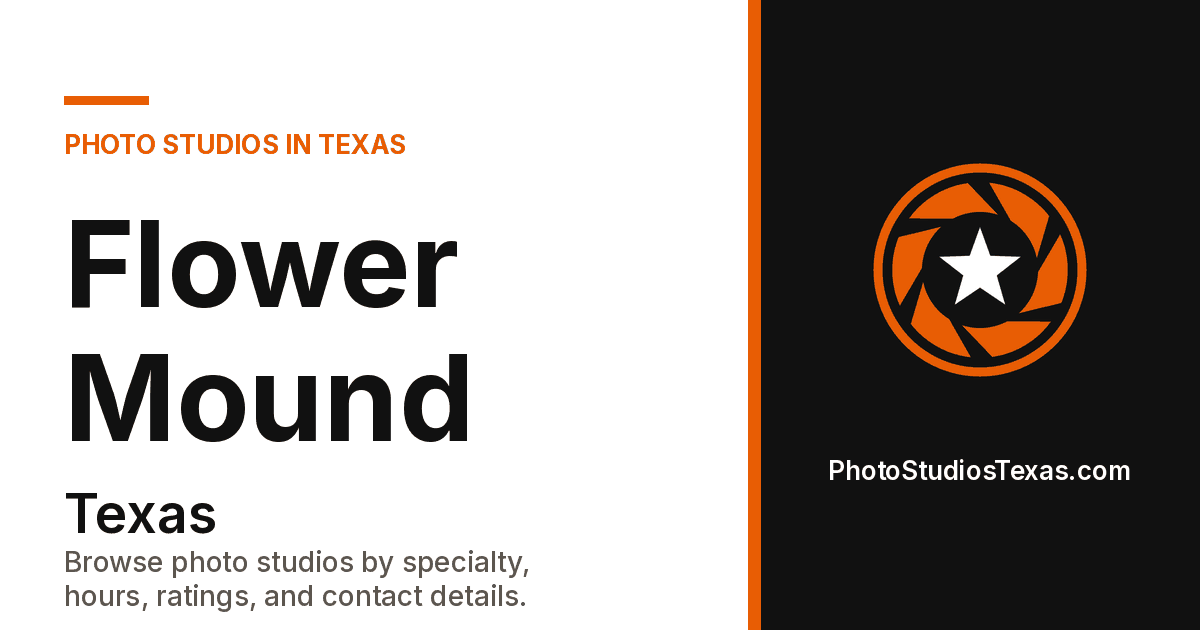 PHOTO STUDIOS IN TEXAS
Flower
Mound
Texas
Browse photo studios by specialty,
hours, ratings, and contact details.
PhotoStudiosTexas.com